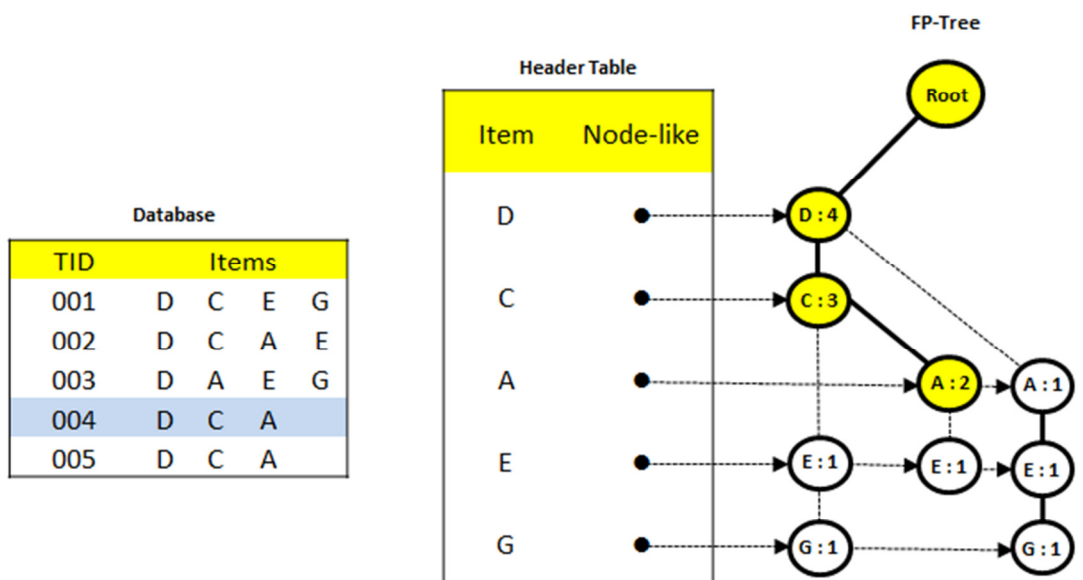 FP-Tree
Header Table
Root
Item Node-like
Database
D D : 4
TID Items
001 D C E G
C C : 3
002 D C A E
003 D A E G
A A : 2 A : 1
004 D C A
005 D C A
E E : 1 E : 1 E : 1
G G : 1 G : 1